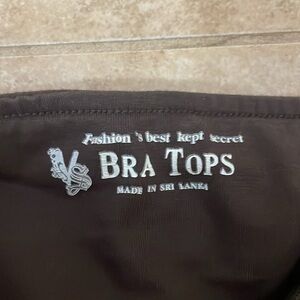 Fashion 's best kept secret
BRA TOPS
MADE IN SRI LANKA